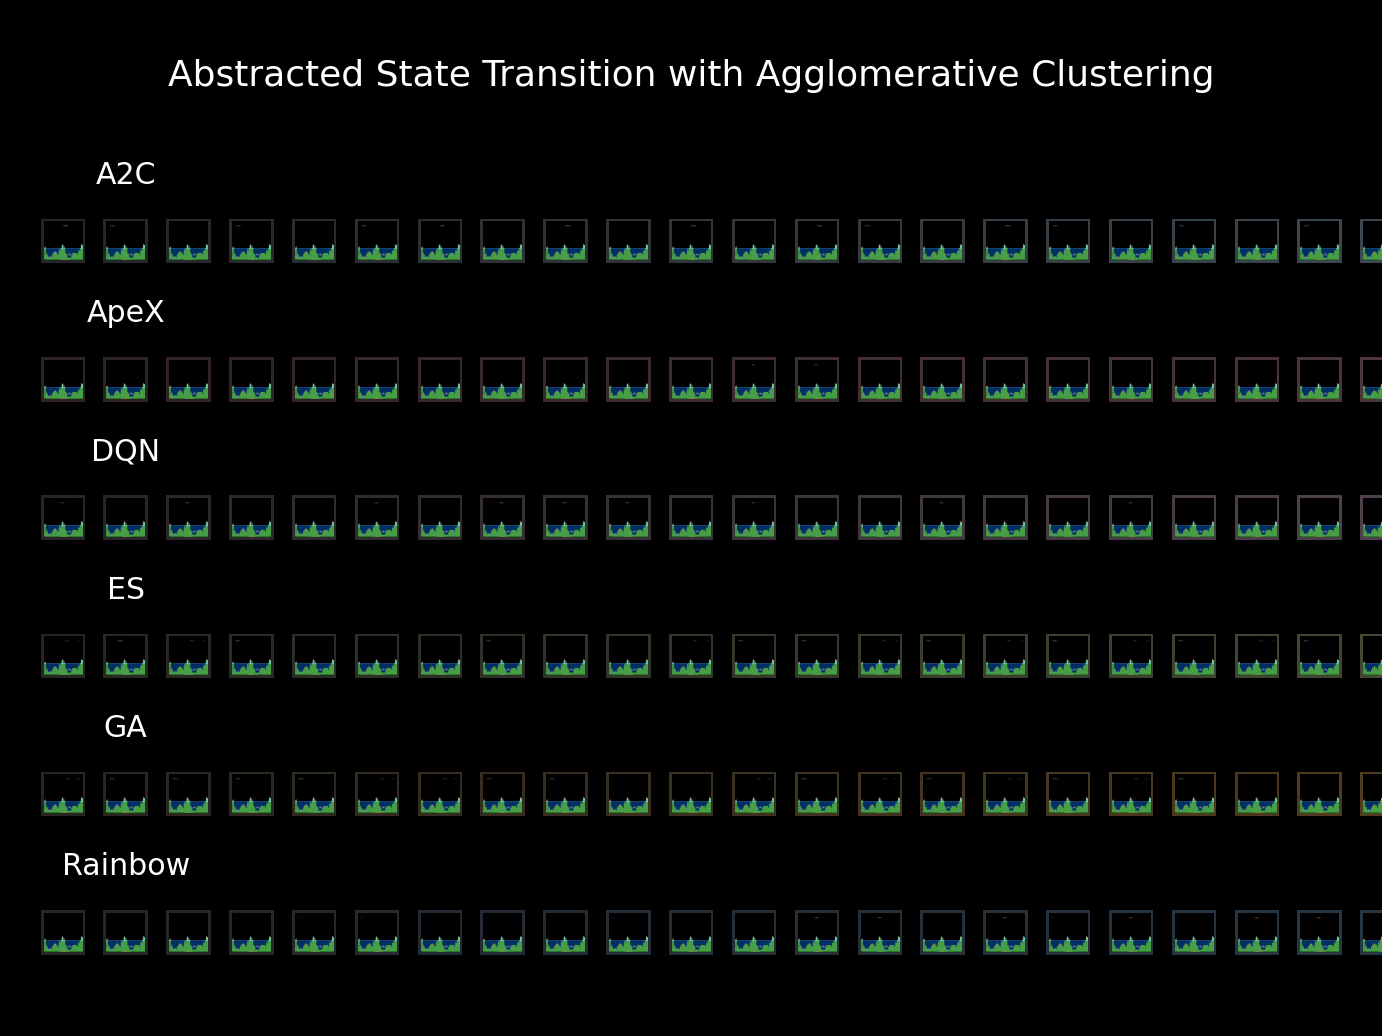 Abstracted State Transition with Agglomerative Clustering
A2C
ApeX
DQN
ES
GA
Rainbow